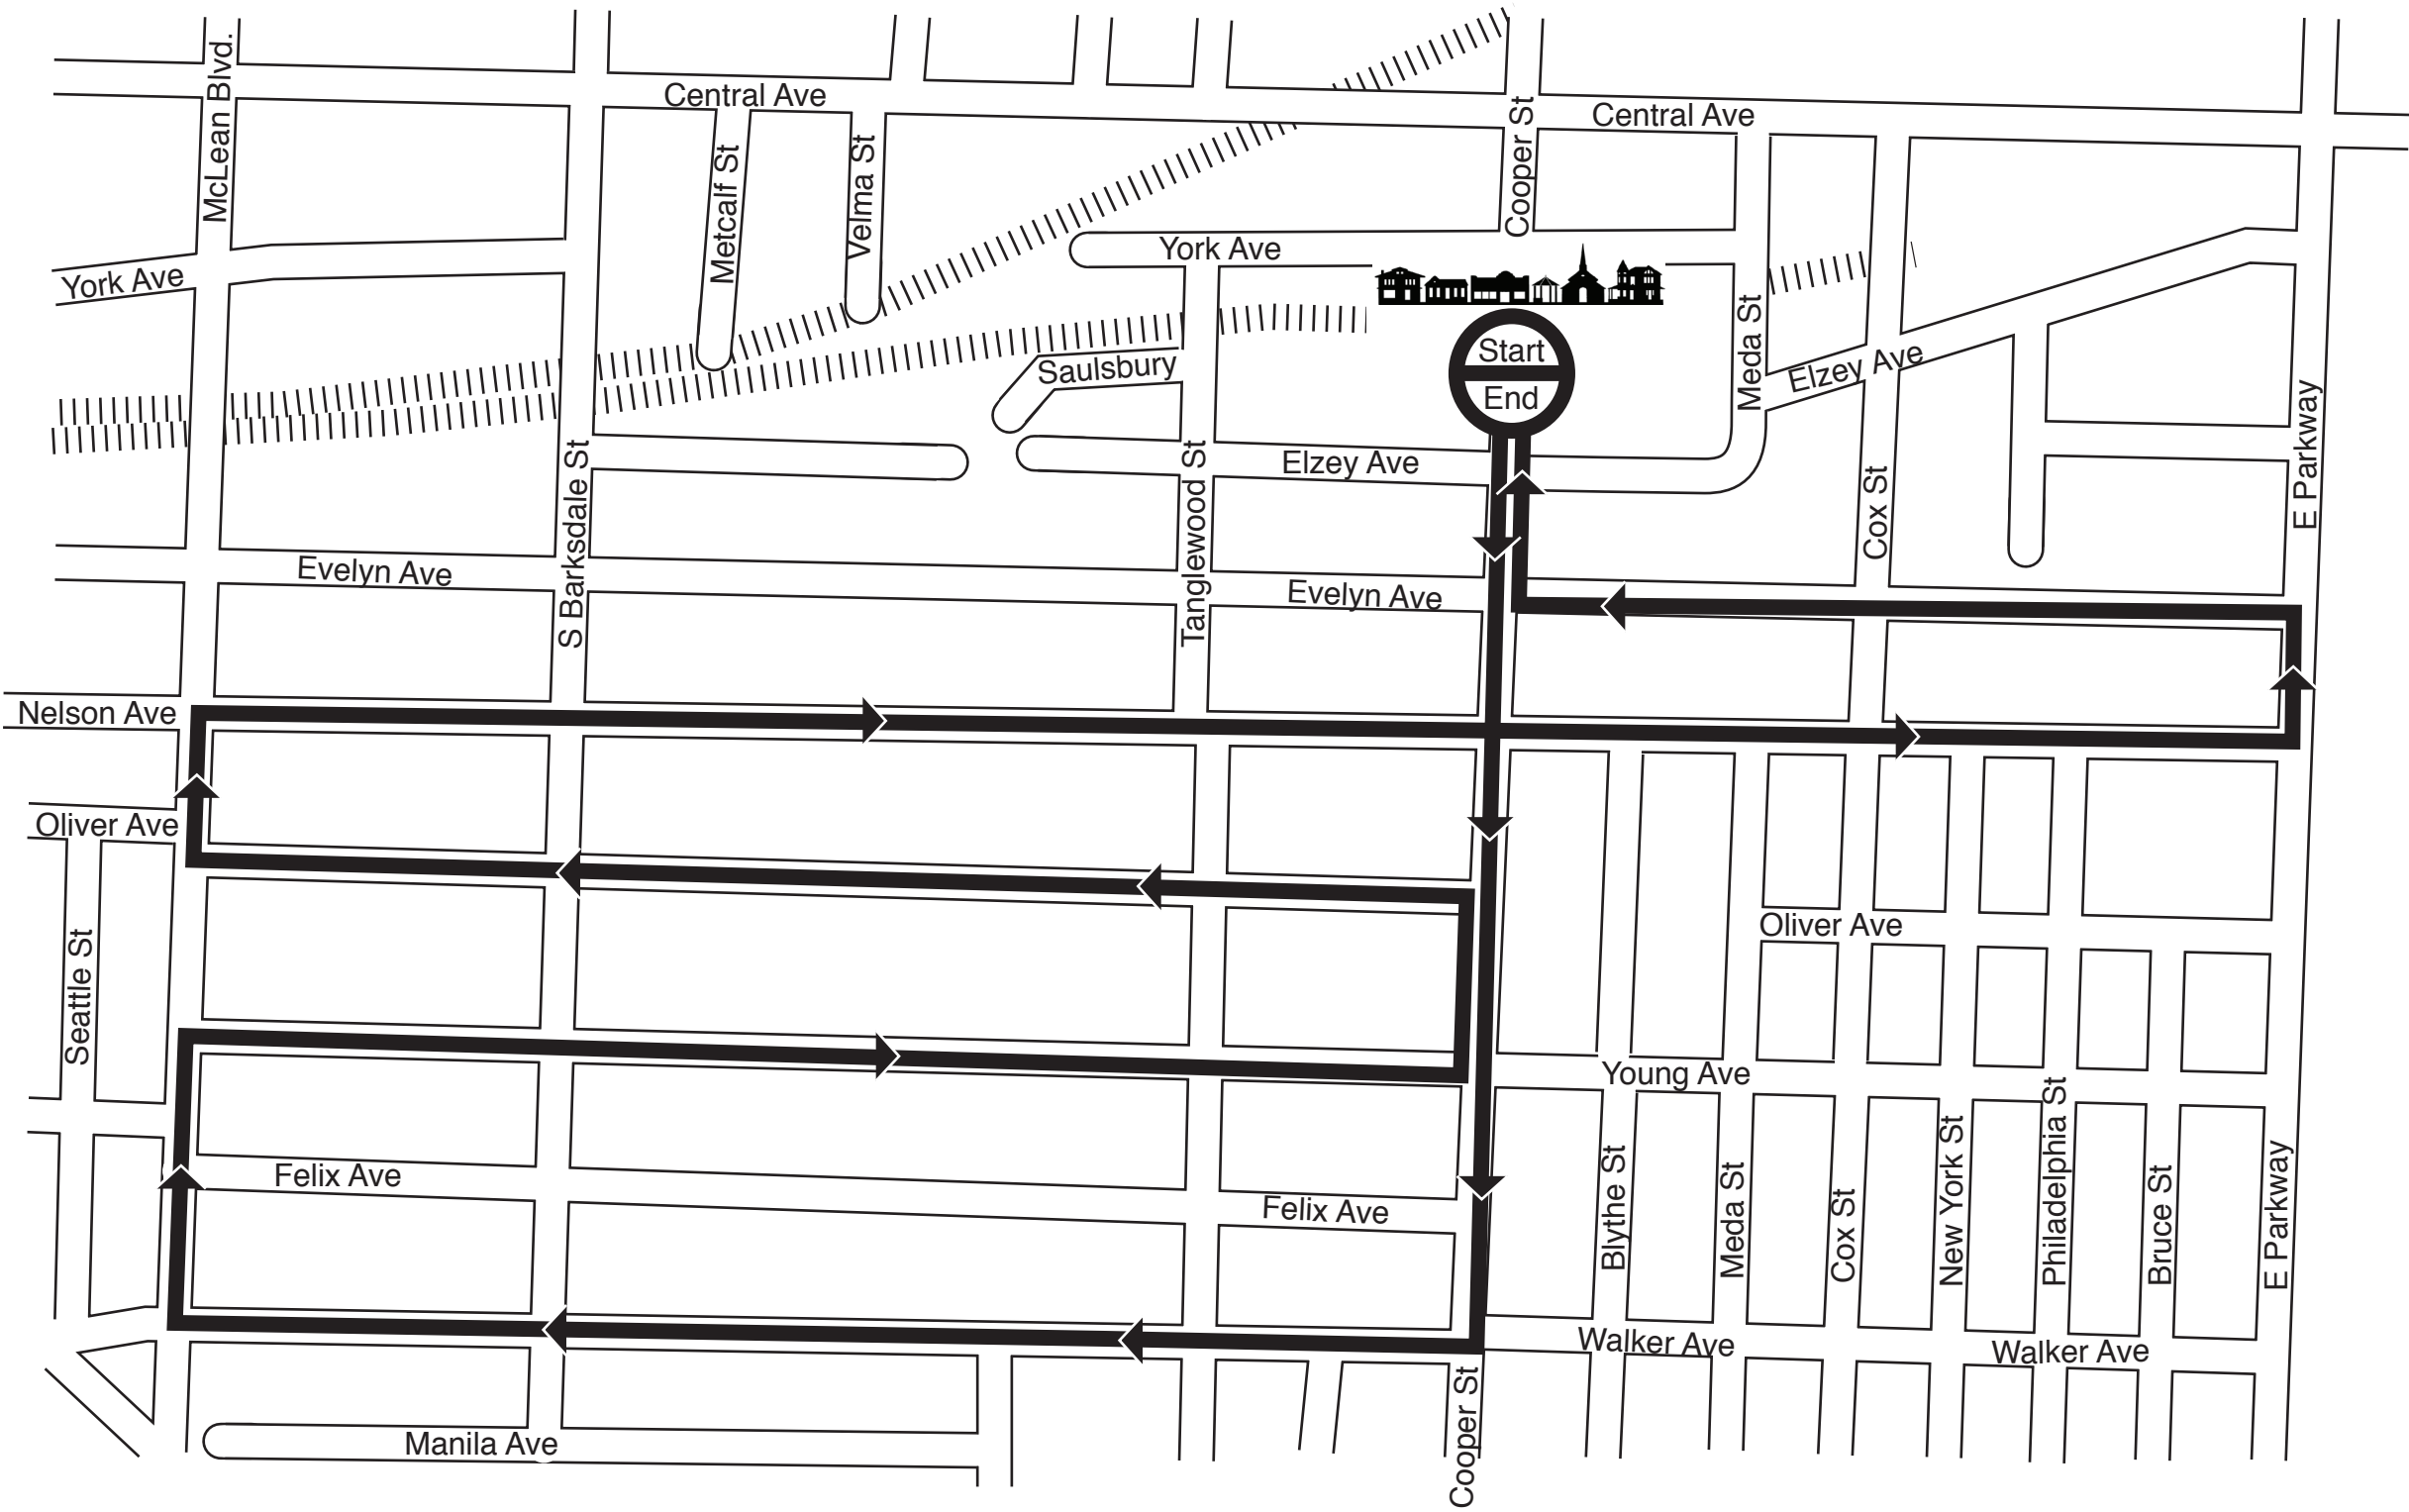 McLean Blvd.
Central Ave
Central Ave
Cooper St
Metcalf St
Velma St
York Ave
York Ave
Saulsbury
Start
End
Meda St
Elzey Ave
E Parkway
S Barksdale St
Tanglewood St
Elzey Ave
Cox St
Evelyn Ave
Evelyn Ave
Nelson Ave
Oliver Ave
Oliver Ave
Seattle St
Young Ave
Felix Ave
Felix Ave
Blythe St
Meda St
Cox St
New York St
Philadelphia St
Bruce St
E Parkway
Walker Ave
Walker Ave
Cooper St
Manila Ave